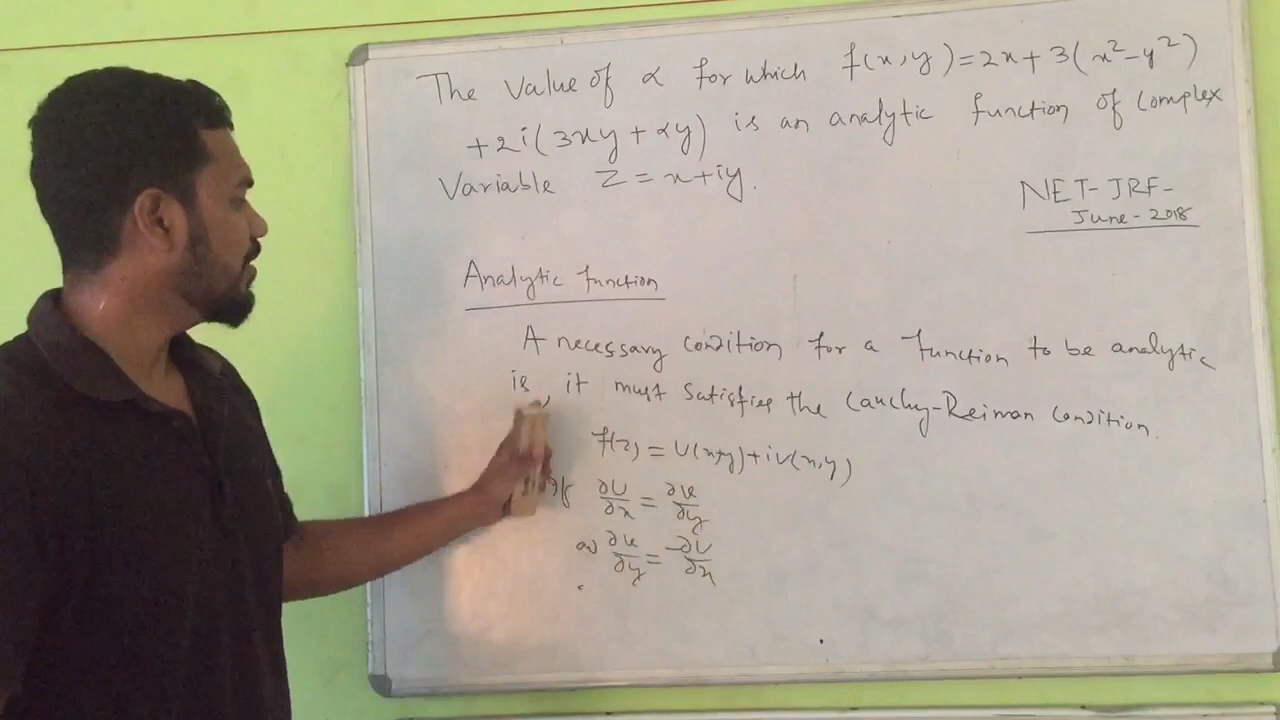 The value of α for which f(x,y)=2x+3(x²-y²)
+2i(3xy+αy) is an analytic function of complex
Variable Z=x+iy.
NET-JRF-
June-2018
Analytic function
A necessary condition for a function to be analytic
is, it must satisfies the Cauchy-Reiman condition.
f(z) = U(x,y)+iv(x,y)
If ∂U/∂x = ∂v/∂y
∂u/∂y = -∂v/∂x